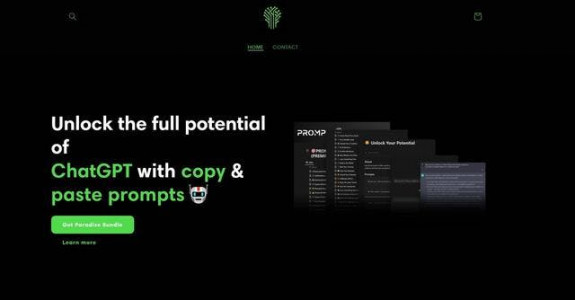 HOME CONTACT
Unlock the full potential
of
ChatGPT with copy &
paste prompts
Get Paradise Bundle
Learn more
PROMP
Unlock Your Potential